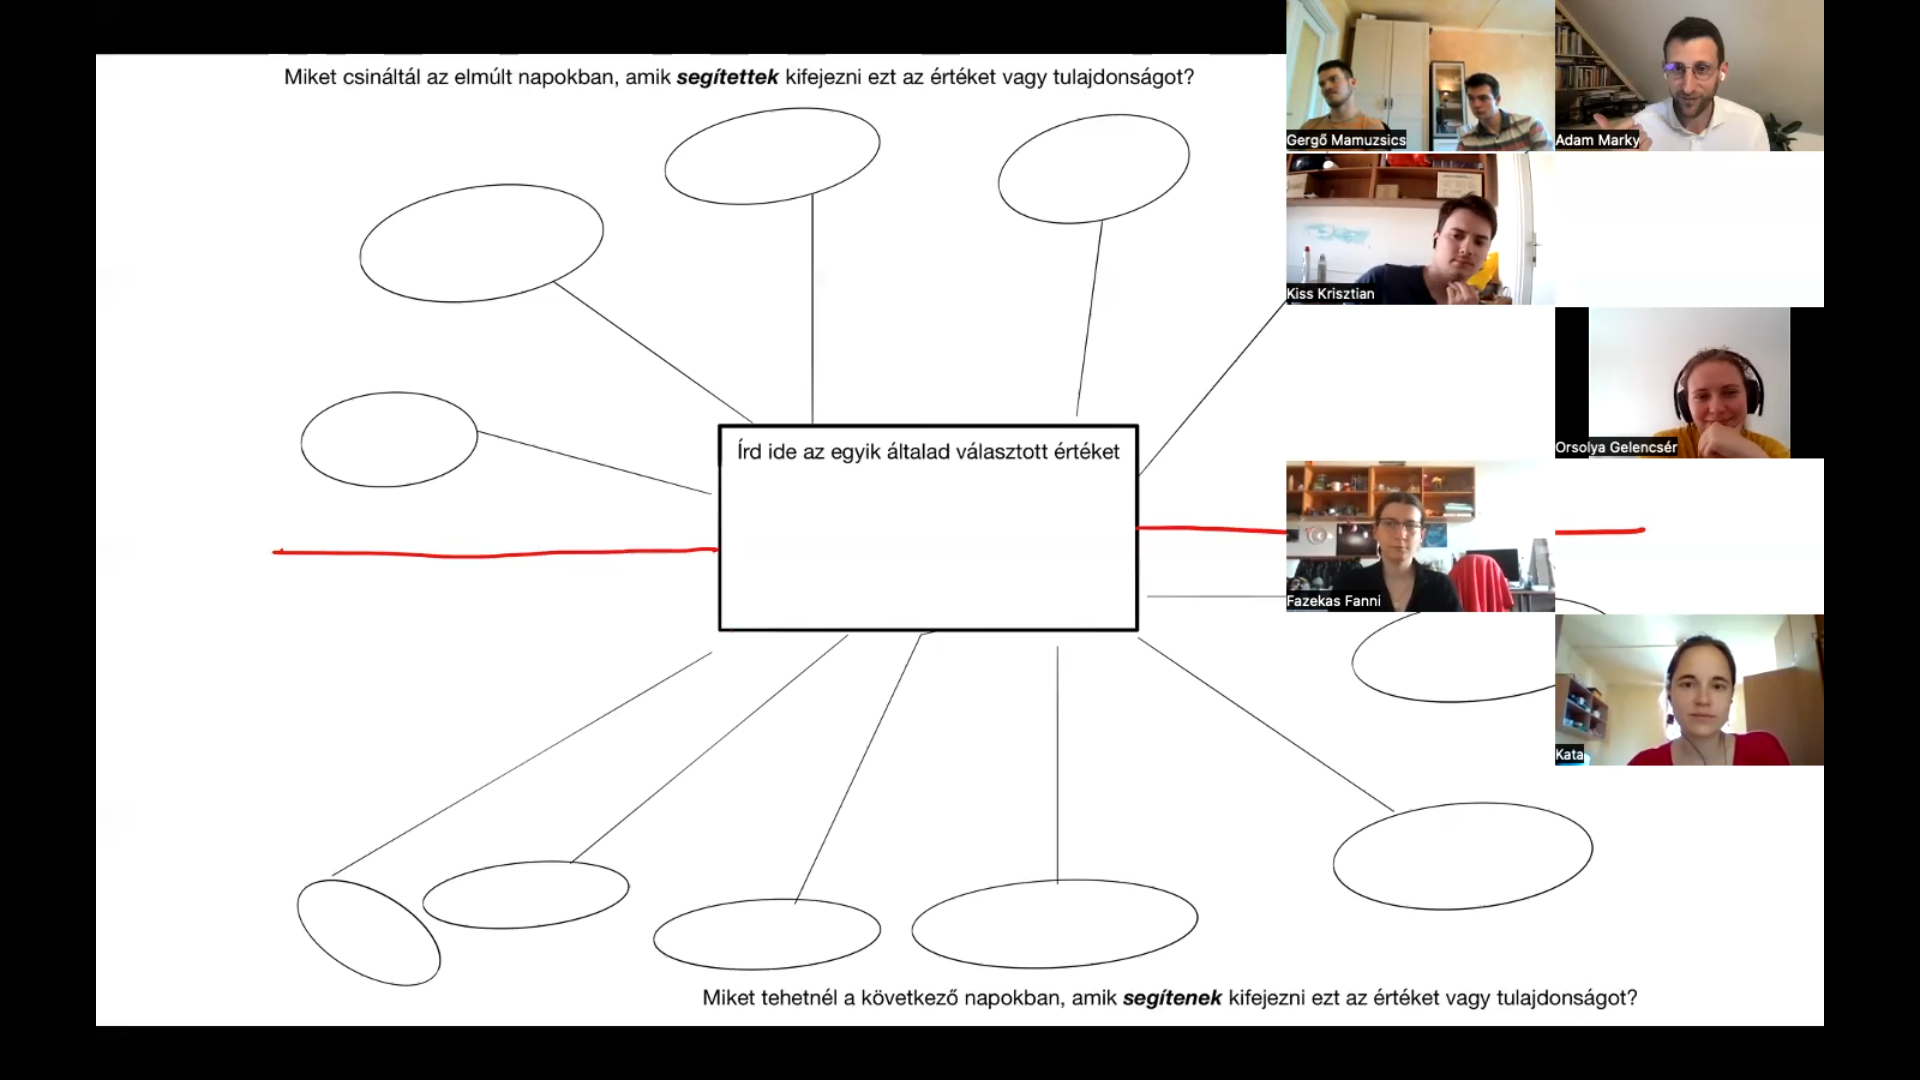 Miket csináltál az elmúlt napokban, amik segítettek kifejezni ezt az értéket vagy tulajdonságot?
Gergő Mamuzsics
Adam Marky
Kiss Krisztian
Orsolya Gelencsér
Írd ide az egyik általad választott értéket
Fazekas Fanni
Kata
Miket tehetnél a következő napokban, amik segítenek kifejezni ezt az értéket vagy tulajdonságot?